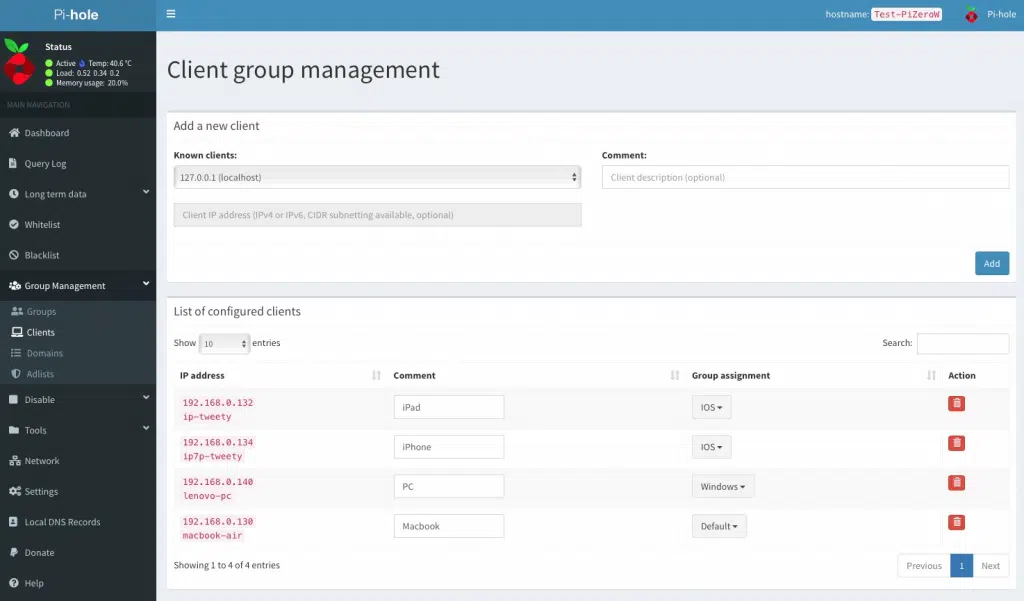 Pi-hole
hostname: Test-PiZeroW
Pi-hole
Status
Active Temp: 40.6 °C
Load: 0.52 0.34 0.2
Memory usage: 20.0%
MAIN NAVIGATION
Dashboard
Query Log
Long term data
Whitelist
Blacklist
Group Management
Groups
Clients
Domains
Adlists
Disable
Tools
Network
Settings
Local DNS Records
Donate
Help
Client group management
Add a new client
Known clients:
127.0.0.1 (localhost)
Client IP address (IPv4 or IPv6, CIDR subnetting available, optional)
Comment:
Client description (optional)
Add
List of configured clients
Show 10 entries
Search:
IP address Comment Group assignment Action
192.168.0.132
ip-tweety
iPad
IOS
192.168.0.134
ip7p-tweety
iPhone
IOS
192.168.0.140
lenovo-pc
PC
Windows
192.168.0.130
macbook-air
Macbook
Default
Showing 1 to 4 of 4 entries
Previous 1 Next